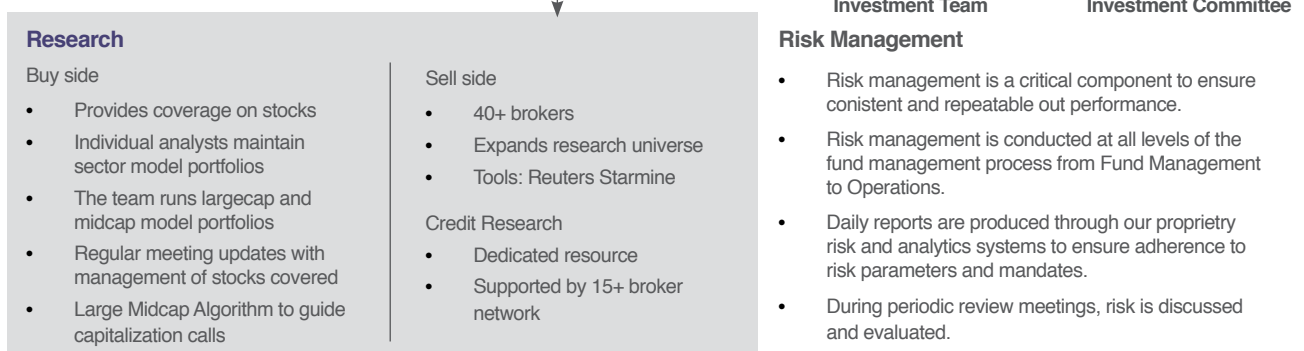 Investment Team
Investment Committee
Research
Buy side
• Provides coverage on stocks
• Individual analysts maintain
sector model portfolios
• The team runs largecap and
midcap model portfolios
• Regular meeting updates with
management of stocks covered
• Large Midcap Algorithm to guide
capitalization calls
Sell side
• 40+ brokers
• Expands research universe
• Tools: Reuters Starmine
Credit Research
• Dedicated resource
• Supported by 15+ broker
network
Risk Management
• Risk management is a critical component to ensure
conistent and repeatable out performance.
• Risk management is conducted at all levels of the
fund management process from Fund Management
to Operations.
• Daily reports are produced through our proprietry
risk and analytics systems to ensure adherence to
risk parameters and mandates.
• During periodic review meetings, risk is discussed
and evaluated.